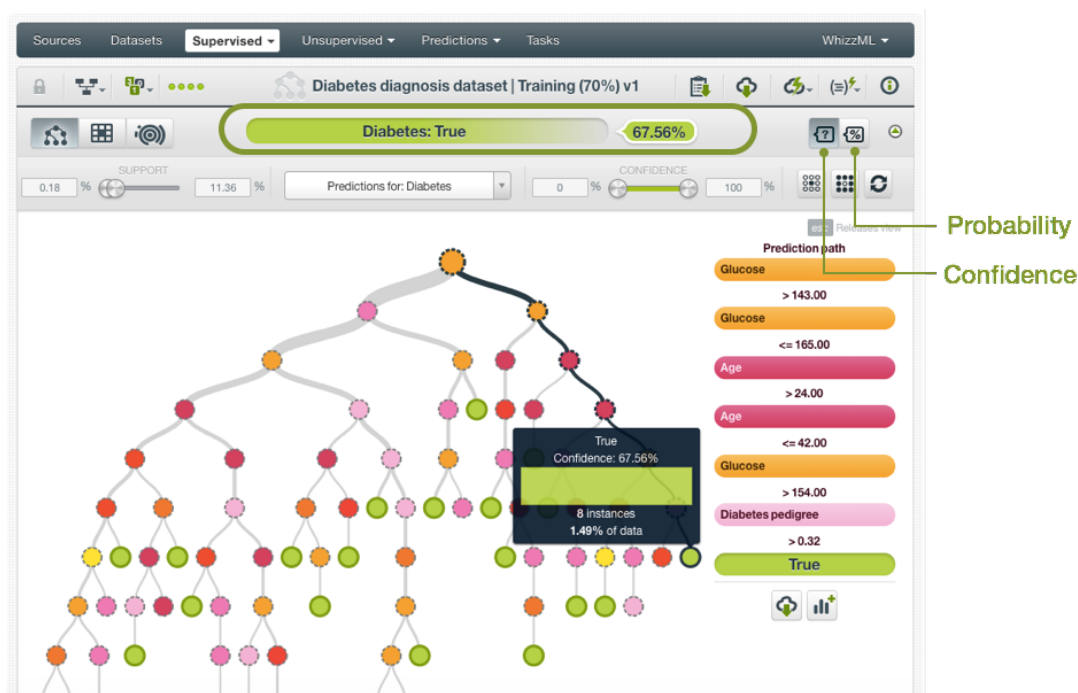 Sources Datasets Supervised Unsupervised Predictions Tasks WhizzML
Diabetes diagnosis dataset | Training (70%) v1
Diabetes: True 67.56%
SUPPORT CONFIDENCE
0.18 % 11.36 % Predictions for: Diabetes 0 % 100 %
esc Releases view
Probability
Prediction path
Glucose
Confidence
> 143.00
Glucose
<= 165.00
Age
> 24.00
Age
<= 42.00
Glucose
> 154.00
Diabetes pedigree
> 0.32
True
True
Confidence: 67.56%
8 instances
1.49% of data